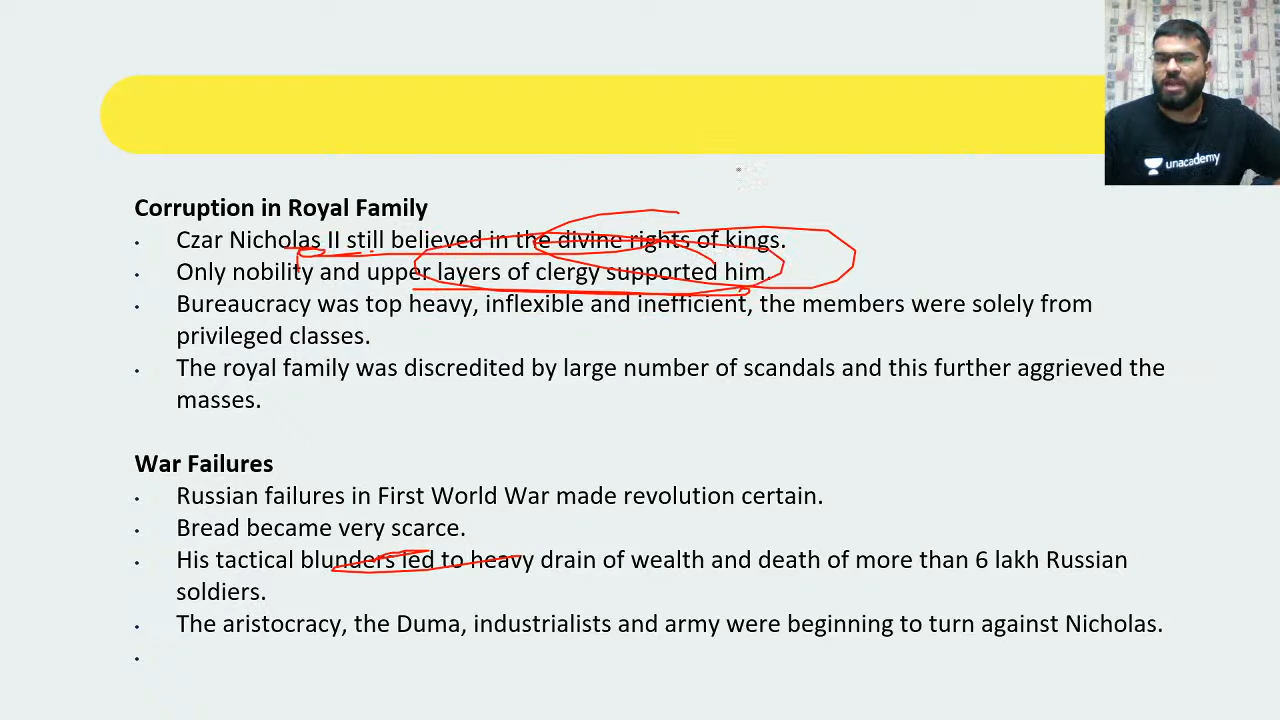 unacademy
Corruption in Royal Family
• Czar Nicholas II still believed in the divine rights of kings.
• Only nobility and upper layers of clergy supported him.
• Bureaucracy was top heavy, inflexible and inefficient, the members were solely from
privileged classes.
• The royal family was discredited by large number of scandals and this further aggrieved the
masses.
War Failures
• Russian failures in First World War made revolution certain.
• Bread became very scarce.
• His tactical blunders led to heavy drain of wealth and death of more than 6 lakh Russian
soldiers.
• The aristocracy, the Duma, industrialists and army were beginning to turn against Nicholas.
•